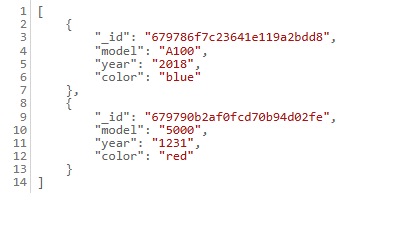 1 [
2     {
3         "_id": "679786f7c23641e119a2bdd8",
4         "model": "A100",
5         "year": "2018",
6         "color": "blue"
7     },
8     {
9         "_id": "679790b2af0fcd70b94d02fe",
10         "model": "5000",
11         "year": "1231",
12         "color": "red"
13     }
14 ]